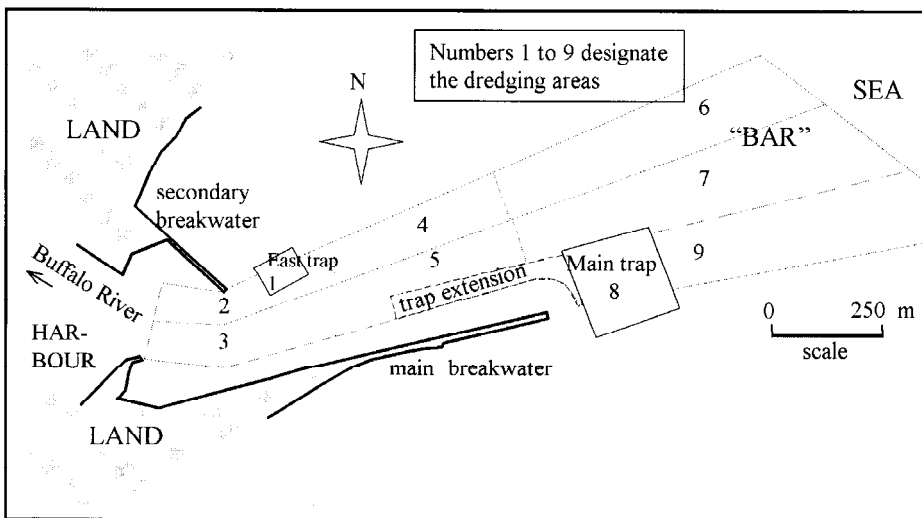 Numbers 1 to 9 designate
the dredging areas
N
SEA
LAND
6
"BAR"
secondary
breakwater
7
4
5
East trap
1
9
Main trap
8
Buffalo River
trap extension
2
0 250 m
scale
HAR-
BOUR
3
main breakwater
LAND